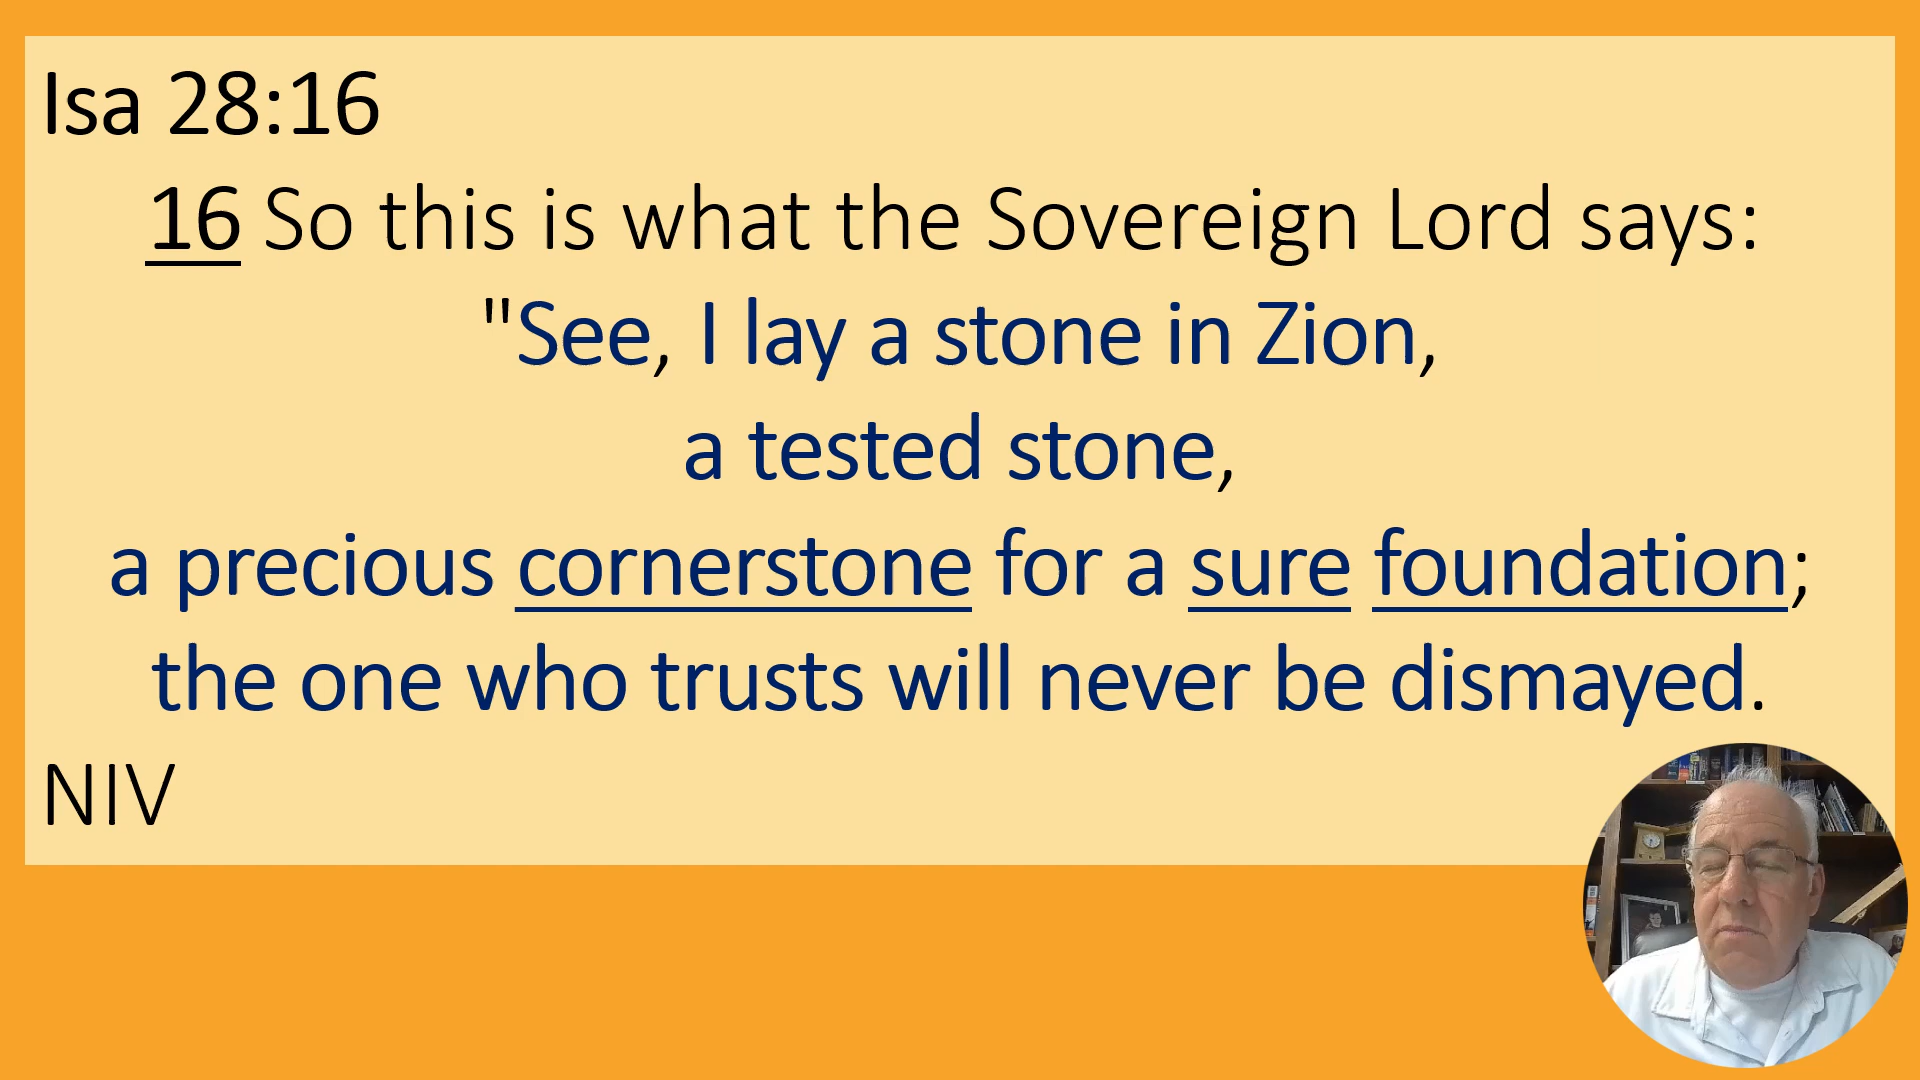 Isa 28:16
16 So this is what the Sovereign Lord says:
"See, I lay a stone in Zion,
a tested stone,
a precious cornerstone for a sure foundation;
the one who trusts will never be dismayed.
NIV